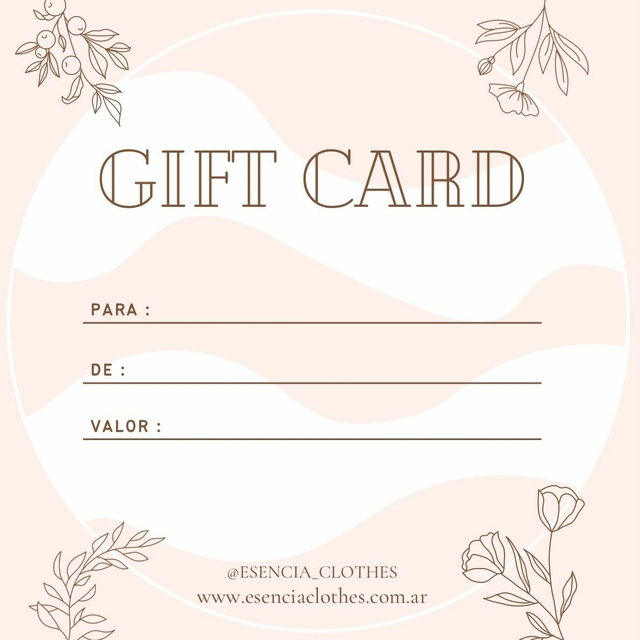 GIFT CARD
PARA :
DE :
VALOR :
@ESENCIA_CLOTHES
www.esenciaclothes.com.ar